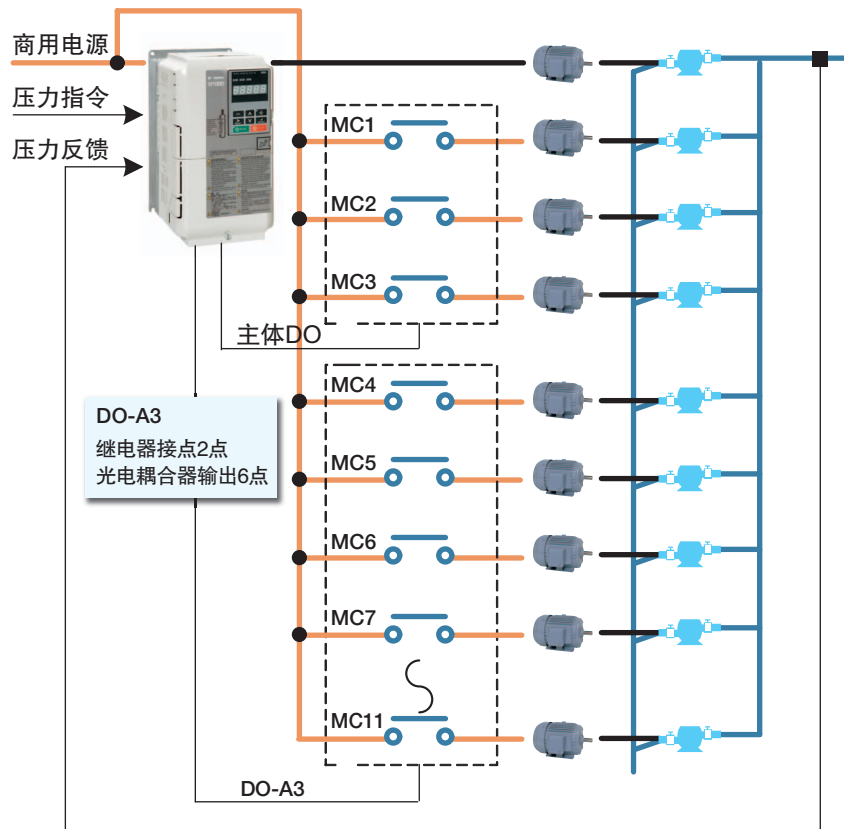 商用电源
压力指令
压力反馈
MC1
MC2
MC3
主体DO
MC4
DO-A3
继电器接点2点
光电耦合器输出6点
MC5
MC6
MC7
MC11
DO-A3